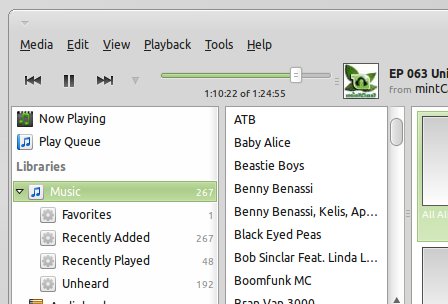 Media Edit View Playback Tools Help
EP 063 Uni
from mintC
1:10:22 of 1:24:55
Now Playing
Play Queue
Libraries
Music 267
Favorites 1
Recently Added 267
Recently Played 48
Unheard 192
ATB
Baby Alice
Beastie Boys
Benny Benassi
Benny Benassi, Kelis, Ap...
Black Eyed Peas
Bob Sinclar Feat. Linda L...
Boomfunk MC
Bran Van 3000
All Al